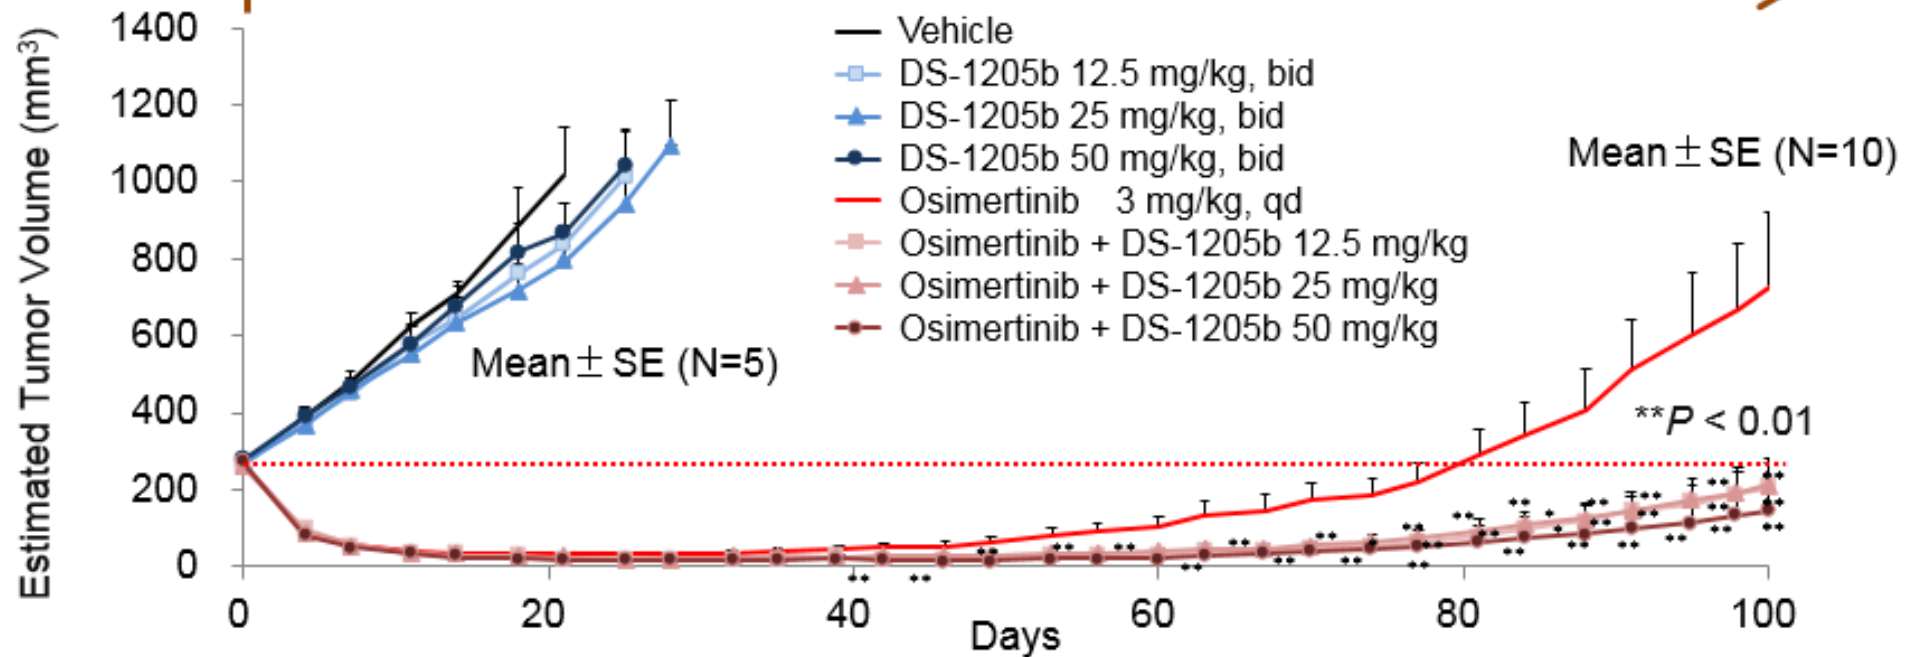 Estimated Tumor Volume (mm³)
1400
1200
1000
800
600
400
200
0
Vehicle
DS-1205b 12.5 mg/kg, bid
DS-1205b 25 mg/kg, bid
DS-1205b 50 mg/kg, bid
Osimertinib 3 mg/kg, qd
Osimertinib + DS-1205b 12.5 mg/kg
Osimertinib + DS-1205b 25 mg/kg
Osimertinib + DS-1205b 50 mg/kg
Mean ± SE (N=10)
Mean ± SE (N=5)
**P < 0.01
0 20 40 60 80 100
Days